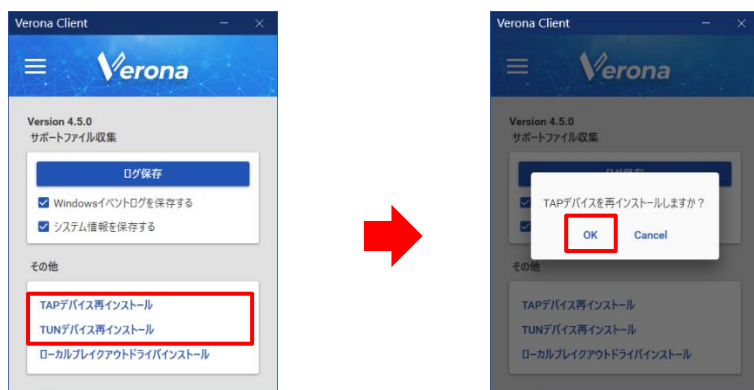 Verona Client
Verona
Version 4.5.0
サポートファイル収集
ログ保存
Windowsイベントログを保存する
システム情報を保存する
その他
TAPデバイス再インストール
TUNデバイス再インストール
ローカルブレイクアウトドライバインストール
Verona Client
Verona
Version 4.5.0
サポートファイル収集
ログ保存
TAPデバイスを再インストールしますか？
OK Cancel
その他
TAPデバイス再インストール
TUNデバイス再インストール
ローカルブレイクアウトドライバインストール